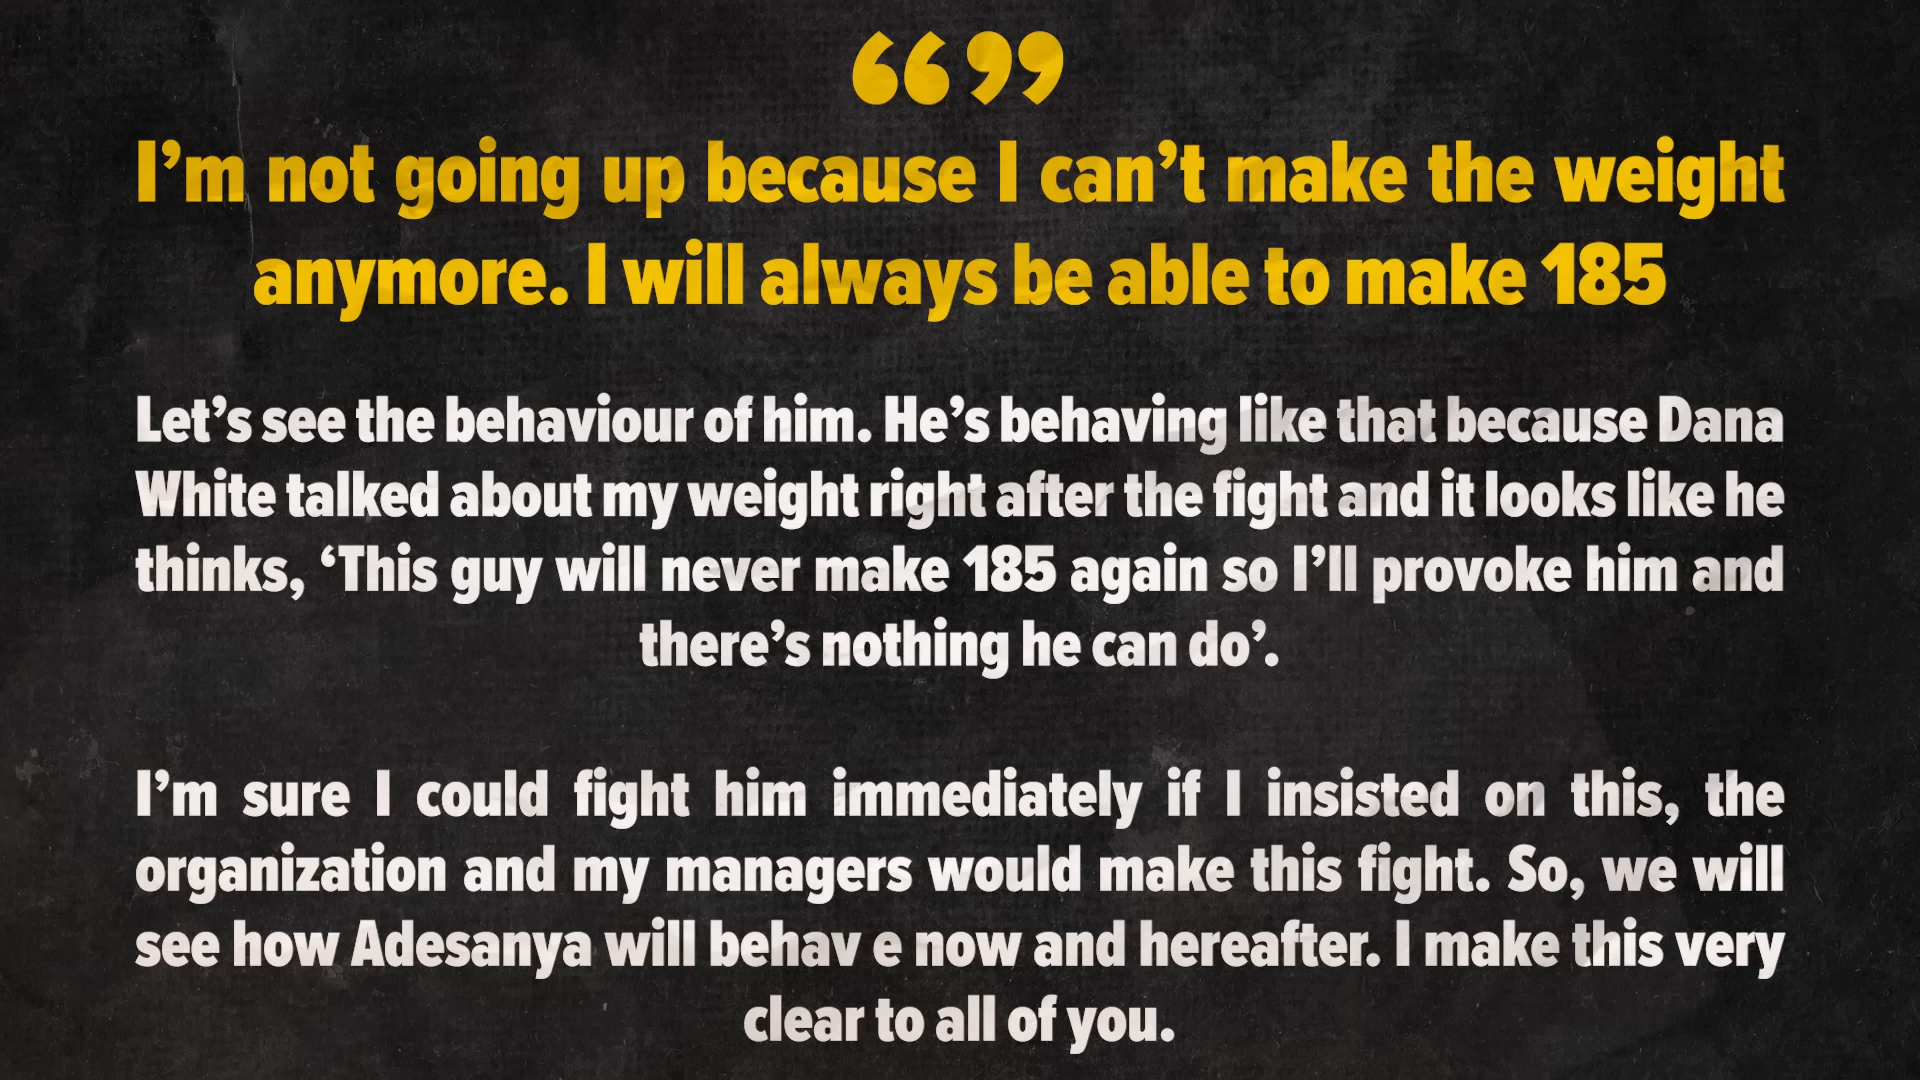 “”
I’m not going up because I can’t make the weight
anymore. I will always be able to make 185
Let’s see the behaviour of him. He’s behaving like that because Dana
White talked about my weight right after the fight and it looks like he
thinks, ‘This guy will never make 185 again so I’ll provoke him and
there’s nothing he can do’.
I’m sure I could fight him immediately if I insisted on this, the
organization and my managers would make this fight. So, we will
see how Adesanya will behav e now and hereafter. I make this very
clear to all of you.